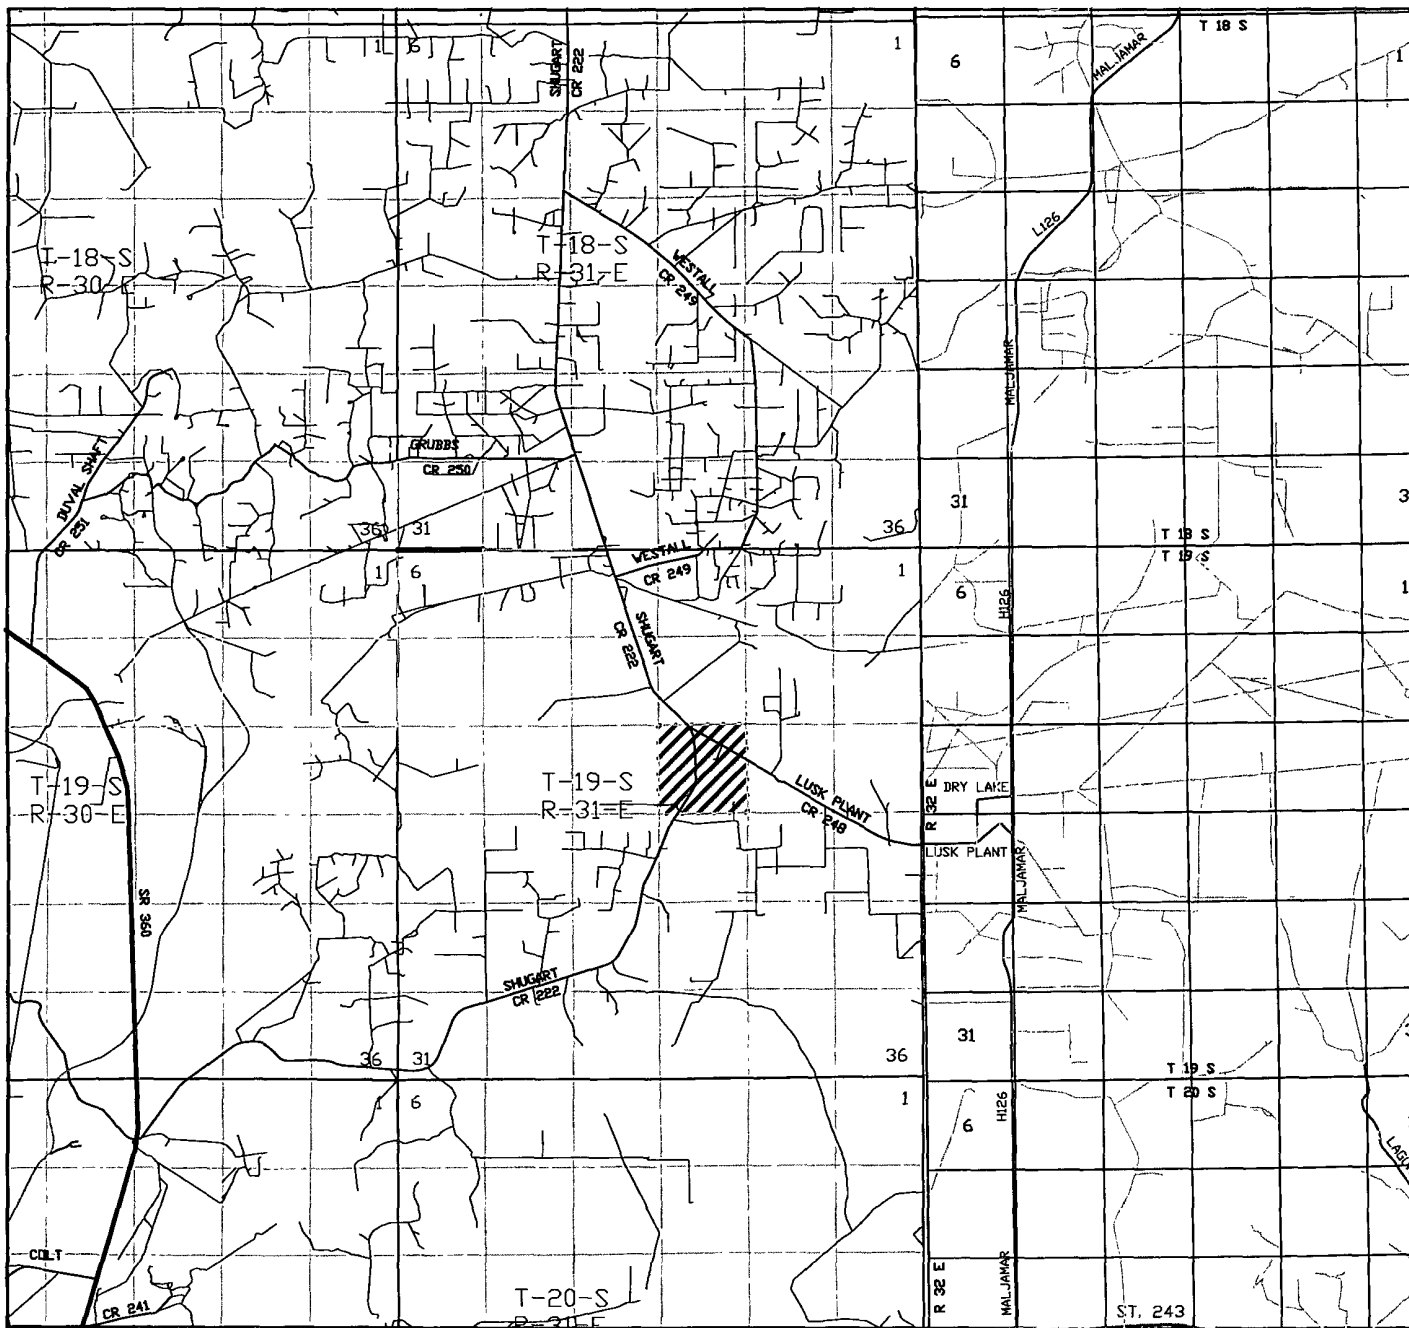 T 18 S
1 6
1
6
1
SHUGART
CR 222
MALJAMAR
L126
T-18-S
R-30-E
T-18-S
R-31-E
WESTALL
CR 249
MALJAMAR
GRUBBS
CR 250
DUVAL SHAFT
CR 251
36 31
36
31
3
T 18 S
T 19 S
WESTALL
CR 249
1 6
1
6
1
H126
SHUGART
CR 222
T-19-S
R-30-E
T-19-S
R-31-E
LUSK PLANT
CR 248
R 32 E
DRY LAKE
LUSK PLANT
MALJAMAR
SR 360
SHUGART
CR 222
36 31
36
31
T 19 S
T 20 S
1 6
1
6
H126
COLT
CR 241
T-20-S
R-31-E
R 32 E
MALJAMAR
ST. 243